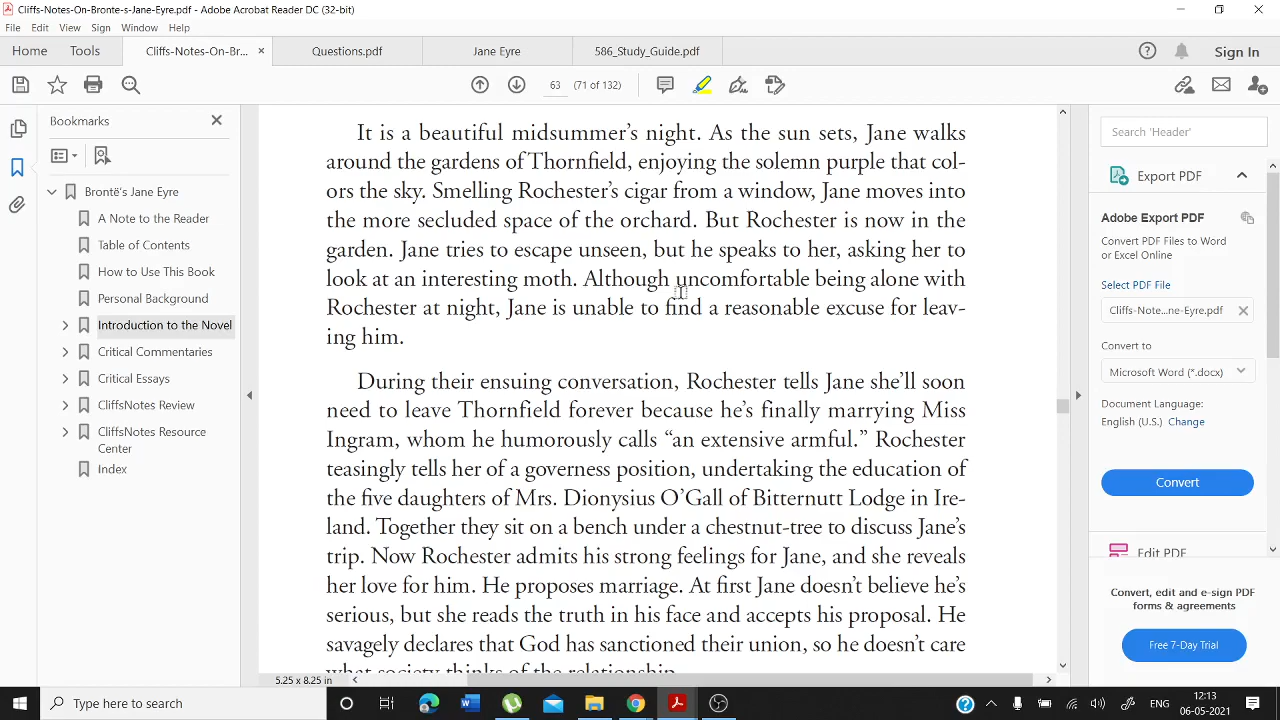 Cliffs-Notes-On-Bronte-s-Jane-Eyre.pdf - Adobe Acrobat Reader DC (32-bit)
File Edit View Sign Window Help
Home Tools Cliffs-Notes-On-Br... × Questions.pdf Jane Eyre 586_Study_Guide.pdf Sign In
63 (71 of 132)
Bookmarks
Brontë's Jane Eyre
A Note to the Reader
Table of Contents
How to Use This Book
Personal Background
Introduction to the Novel
Critical Commentaries
Critical Essays
CliffsNotes Review
CliffsNotes Resource
Center
Index
It is a beautiful midsummer's night. As the sun sets, Jane walks
around the gardens of Thornfield, enjoying the solemn purple that col-
ors the sky. Smelling Rochester's cigar from a window, Jane moves into
the more secluded space of the orchard. But Rochester is now in the
garden. Jane tries to escape unseen, but he speaks to her, asking her to
look at an interesting moth. Although uncomfortable being alone with
Rochester at night, Jane is unable to find a reasonable excuse for leav-
ing him.
During their ensuing conversation, Rochester tells Jane she'll soon
need to leave Thornfield forever because he's finally marrying Miss
Ingram, whom he humorously calls "an extensive armful." Rochester
teasingly tells her of a governess position, undertaking the education of
the five daughters of Mrs. Dionysius O'Gall of Bitternutt Lodge in Ire-
land. Together they sit on a bench under a chestnut-tree to discuss Jane's
trip. Now Rochester admits his strong feelings for Jane, and she reveals
her love for him. He proposes marriage. At first Jane doesn't believe he's
serious, but she reads the truth in his face and accepts his proposal. He
savagely declares that God has sanctioned their union, so he doesn't care
what society thinks of the relationship.
5.25 x 8.25 in
Search 'Header'
Export PDF
Adobe Export PDF
Convert PDF Files to Word
or Excel Online
Select PDF File
Cliffs-Note...ne-Eyre.pdf
Convert to
Microsoft Word (*.docx)
Document Language:
English (U.S.) Change
Convert
Edit PDF
Convert, edit and e-sign PDF
forms & agreements
Free 7-Day Trial
Type here to search
ENG
12:13
06-05-2021